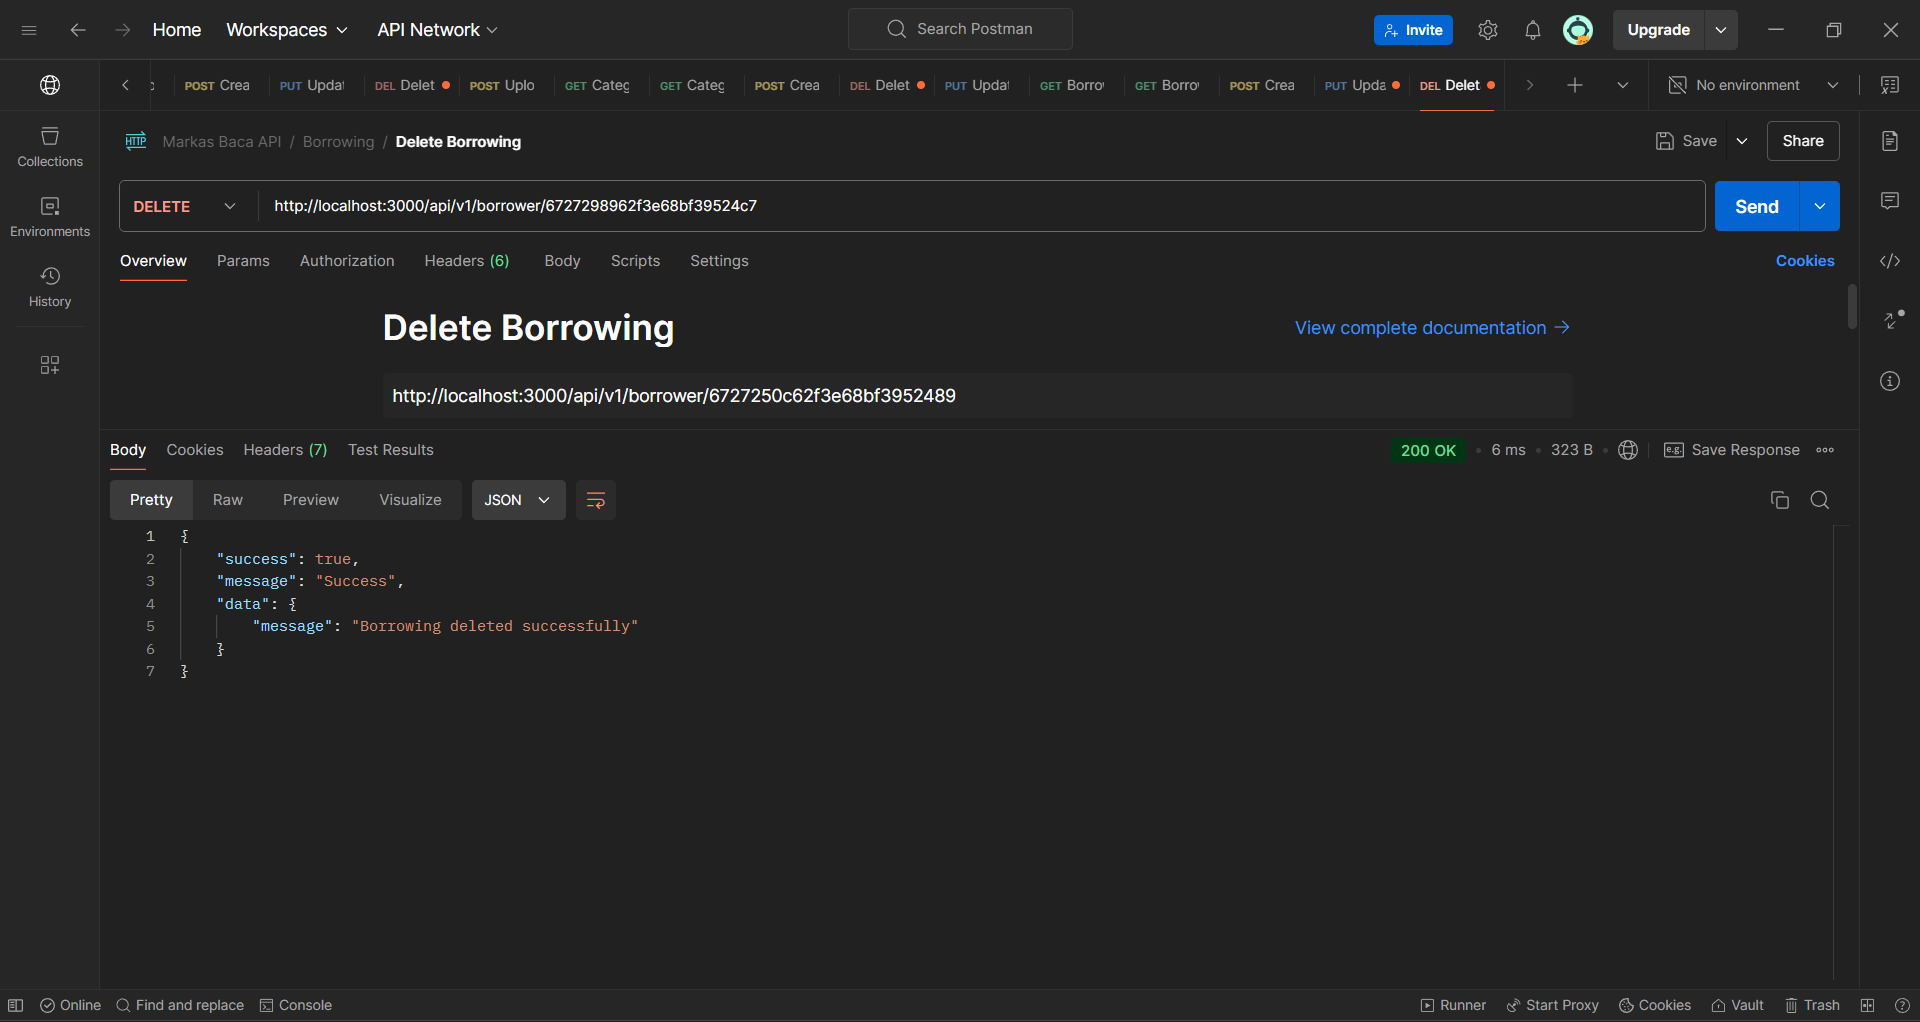 Home Workspaces API Network Search Postman Invite Upgrade
POST Crea PUT Updat DEL Delet POST Uplo GET Categ GET Categ POST Crea DEL Delet PUT Updat GET Borro GET Borro POST Crea PUT Upda DEL Delet No environment
HTTP Markas Baca API / Borrowing / Delete Borrowing Save Share
Collections
DELETE http://localhost:3000/api/v1/borrower/6727298962f3e68bf39524c7 Send
Environments
Overview Params Authorization Headers (6) Body Scripts Settings Cookies
History
Delete Borrowing View complete documentation →
http://localhost:3000/api/v1/borrower/6727250c62f3e68bf3952489
Body Cookies Headers (7) Test Results 200 OK • 6 ms • 323 B • e.g. Save Response
Pretty Raw Preview Visualize JSON
1 {
2 "success": true,
3 "message": "Success",
4 "data": {
5 "message": "Borrowing deleted successfully"
6 }
7 }
Online Find and replace Console Runner Start Proxy Cookies Vault Trash